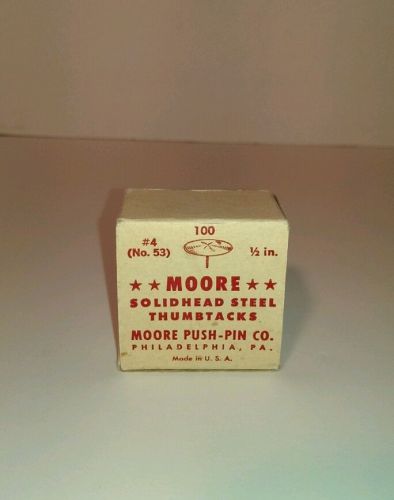 100
#4
(No. 53)
½ in.
★ ★ MOORE ★ ★
SOLIDHEAD STEEL
THUMBTACKS
MOORE PUSH-PIN CO.
PHILADELPHIA, PA.
Made in U. S. A.